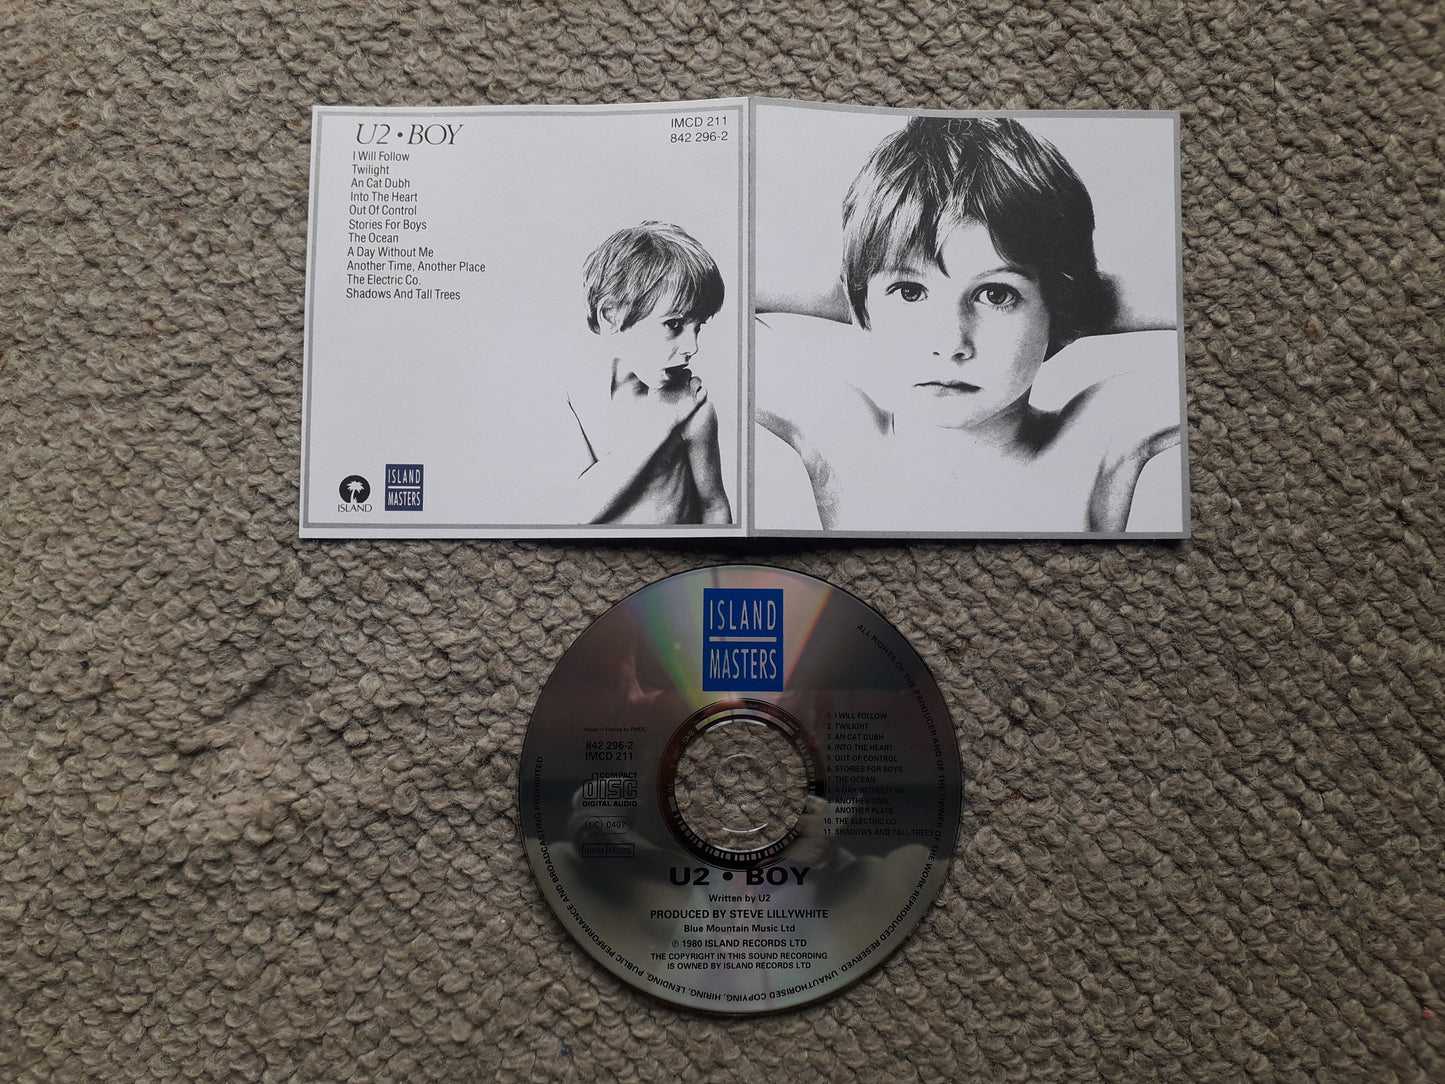 U2 • BOY
IMCD 211
842 296-2
I Will Follow
Twilight
An Cat Dubh
Into The Heart
Out Of Control
Stories For Boys
The Ocean
A Day Without Me
Another Time, Another Place
The Electric Co.
Shadows And Tall Trees
ISLAND
ISLAND
MASTERS
U2
ISLAND
MASTERS
Made in France by PMDC
842 296-2
IMCD 211
COMPACT
disc
DIGITAL AUDIO
LC 0407
BIEM MCPS
1. I WILL FOLLOW
2. TWILIGHT
3. AN CAT DUBH
4. INTO THE HEART
5. OUT OF CONTROL
6. STORIES FOR BOYS
7. THE OCEAN
8. A DAY WITHOUT ME
9. ANOTHER TIME,
ANOTHER PLACE
10. THE ELECTRIC CO
11. SHADOWS AND TALL TREES
U2 • BOY
Written by U2
PRODUCED BY STEVE LILLYWHITE
Blue Mountain Music Ltd
℗ 1980 ISLAND RECORDS LTD
THE COPYRIGHT IN THIS SOUND RECORDING
IS OWNED BY ISLAND RECORDS LTD
ALL RIGHTS OF THE PRODUCER AND OF THE OWNER OF THE WORK REPRODUCED RESERVED. UNAUTHORISED COPYING, HIRING, LENDING, PUBLIC PERFORMANCE AND BROADCASTING PROHIBITED